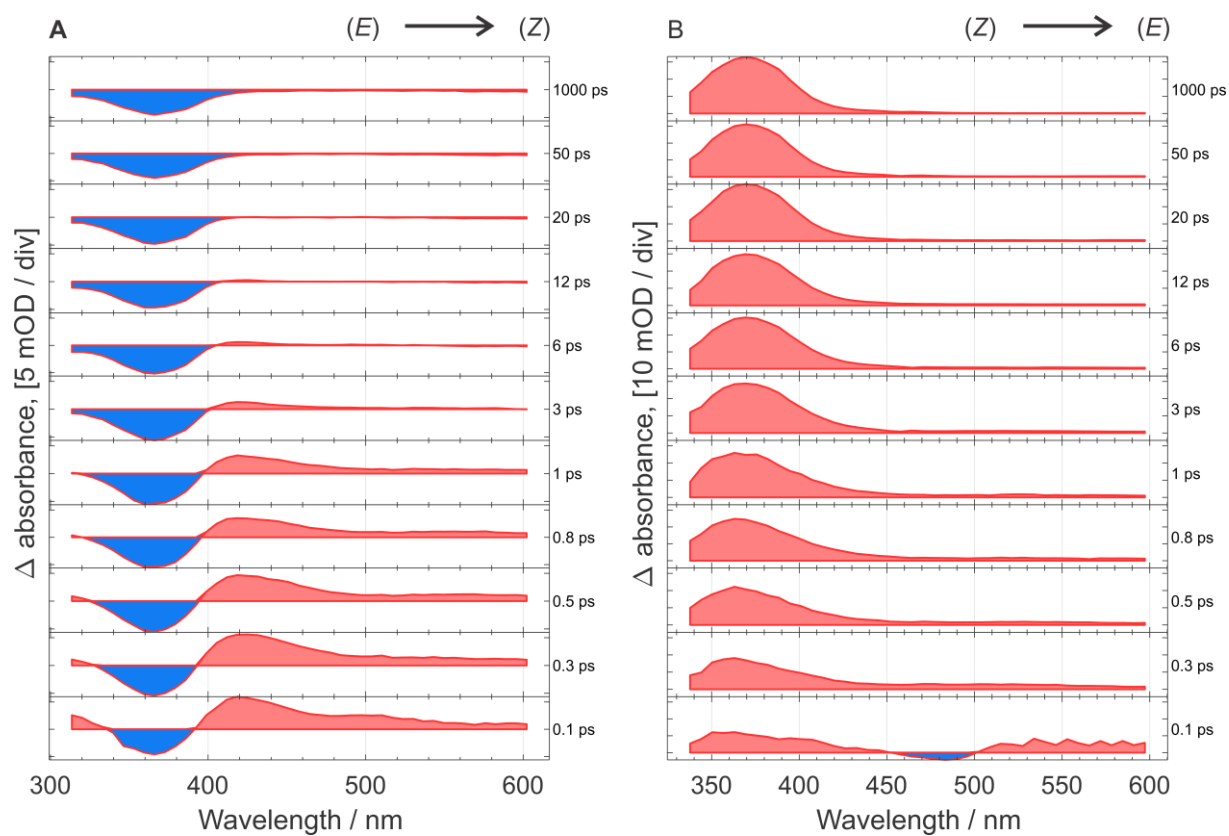 A (E) (Z)
1000 ps
50 ps
20 ps
12 ps
6 ps
3 ps
1 ps
0.8 ps
0.5 ps
0.3 ps
0.1 ps
Δ absorbance, [5 mOD / div]
300 400 500 600
Wavelength / nm
B (Z) (E)
1000 ps
50 ps
20 ps
12 ps
6 ps
3 ps
1 ps
0.8 ps
0.5 ps
0.3 ps
0.1 ps
Δ absorbance, [10 mOD / div]
350 400 450 500 550 600
Wavelength / nm